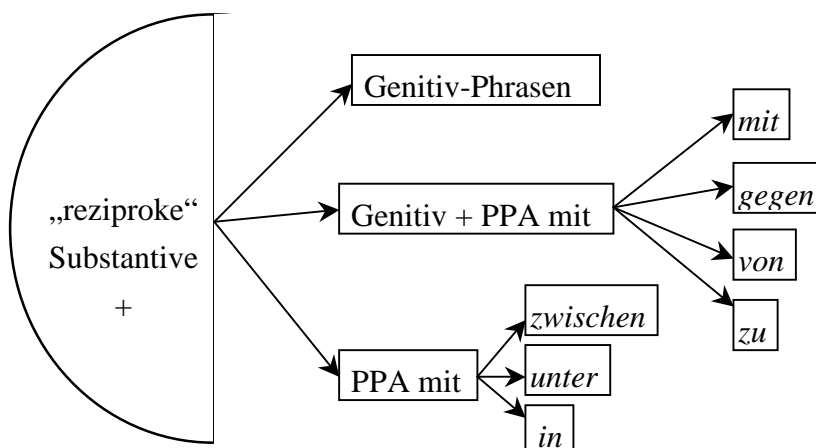 „reziproke“
Substantive
+
Genitiv-Phrasen
Genitiv + PPA mit
mit
gegen
von
zu
PPA mit
zwischen
unter
in